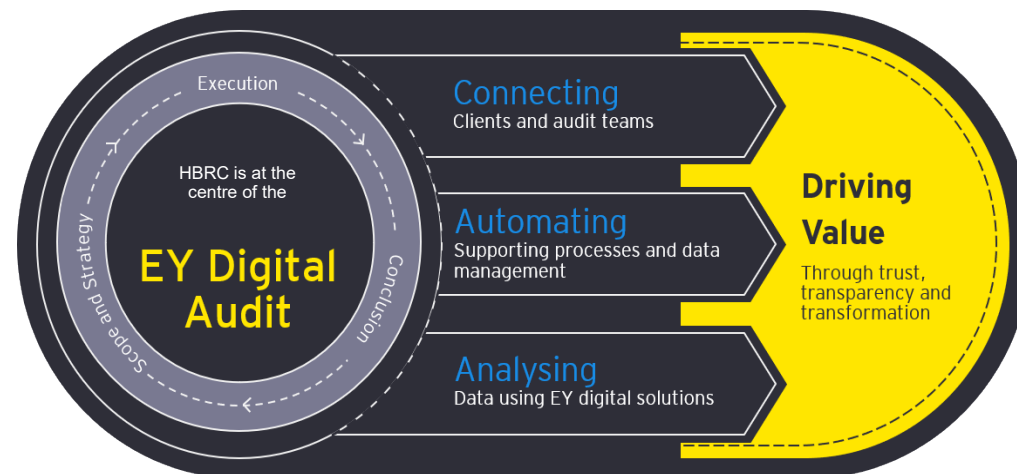 Execution
Scope and Strategy
Conclusion
HBRC is at the
centre of the
EY Digital
Audit
Connecting
Clients and audit teams
Automating
Supporting processes and data
management
Analysing
Data using EY digital solutions
Driving
Value
Through trust,
transparency and
transformation